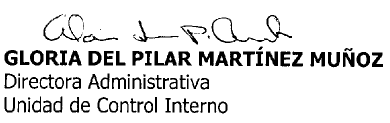 GLORIA DEL PILAR MARTÍNEZ MUÑOZ
Directora Administrativa
Unidad de Control Interno